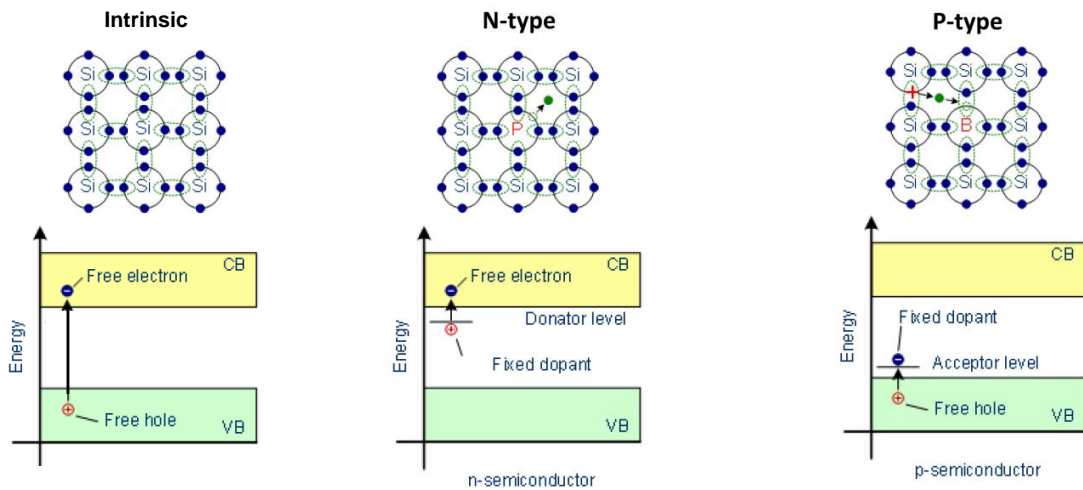 Intrinsic
N-type
P-type
Si Si Si
Si Si Si
Si Si Si
Si Si Si
Si P Si
Si Si Si
Si Si Si
Si B Si
Si Si Si
Energy
CB
Free electron
Free hole
VB
Energy
CB
Free electron
Donator level
Fixed dopant
VB
n-semiconductor
Energy
CB
Fixed dopant
Acceptor level
Free hole
VB
p-semiconductor